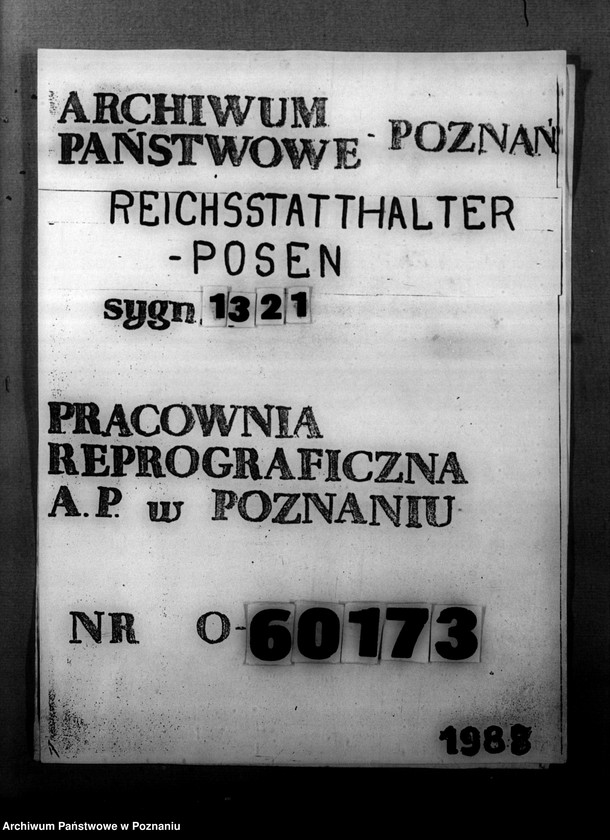 ARCHIWUM
PAŃSTWOWE - POZNAŃ
REICHSSTATTHALTER
-POSEN
sygn. 1321
PRACOWNIA
REPROGRAFICZNA
A.P. w POZNANIU
NR O-60173
1988
Archiwum Państwowe w Poznaniu